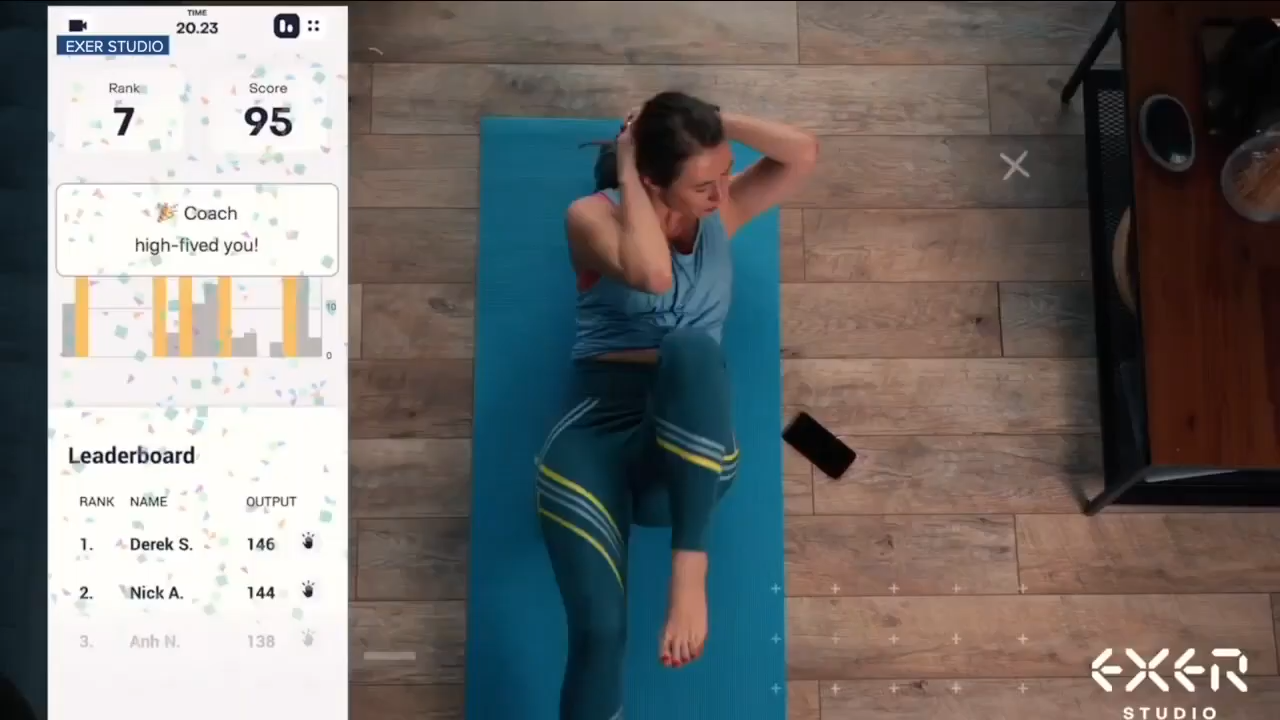 TIME
20.23
EXER STUDIO
Rank
7
Score
95
🎉 Coach
high-fived you!
10
0
Leaderboard
RANK NAME OUTPUT
1. Derek S. 146
2. Nick A. 144
3. Anh N. 138
EXER
STUDIO